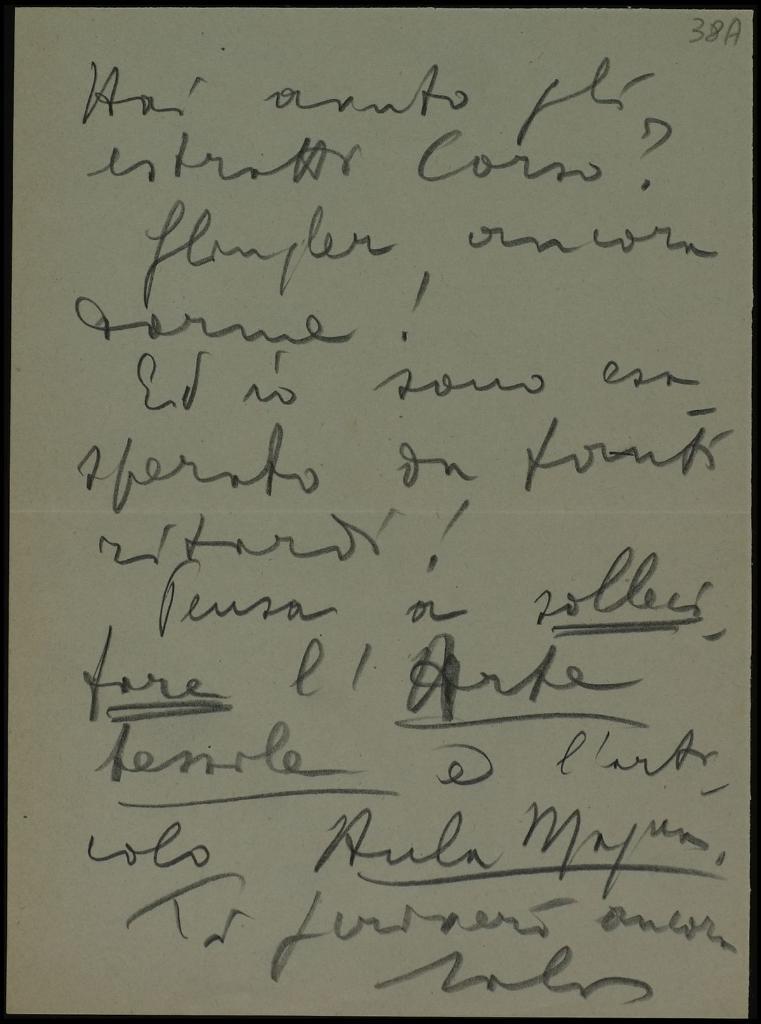 38A
Hai avuto gli
estratti Corso?
ancora
dorme!
Ed io sono esa-
sperato da tanti
ritardi!
Pensa a solleci-
tare l'Arte
tessile e l'arti-
colo Aula Magna.
Ti scriverò ancora